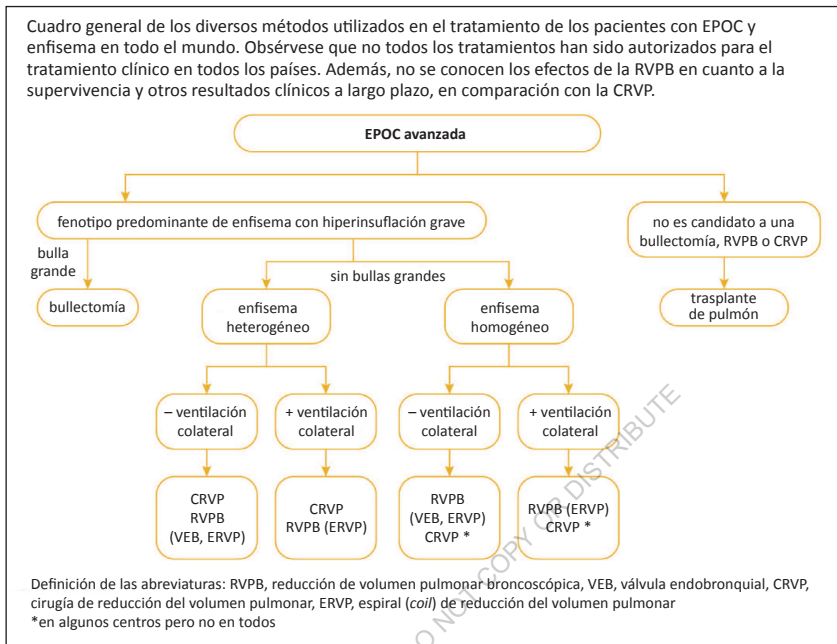 Cuadro general de los diversos métodos utilizados en el tratamiento de los pacientes con EPOC y
enfisema en todo el mundo. Obsérvese que no todos los tratamientos han sido autorizados para el
tratamiento clínico en todos los países. Además, no se conocen los efectos de la RVPB en cuanto a la
supervivencia y otros resultados clínicos a largo plazo, en comparación con la CRVP.
EPOC avanzada
fenotipo predominante de enfisema con hiperinsuflación grave
no es candidato a una
bullectomía, RVPB o CRVP
bulla
grande
sin bullas grandes
bullectomía
enfisema
heterogéneo
enfisema
homogéneo
trasplante
de pulmón
– ventilación
colateral
+ ventilación
colateral
– ventilación
colateral
+ ventilación
colateral
CRVP
RVPB
(VEB, ERVP)
CRVP
RVPB (ERVP)
RVPB
(VEB, ERVP)
CRVP *
RVPB (ERVP)
CRVP *
Definición de las abreviaturas: RVPB, reducción de volumen pulmonar broncoscópica, VEB, válvula endobronquial, CRVP,
cirugía de reducción del volumen pulmonar, ERVP, espiral (coil) de reducción del volumen pulmonar
*en algunos centros pero no en todos
DO NOT COPY OR DISTRIBUTE